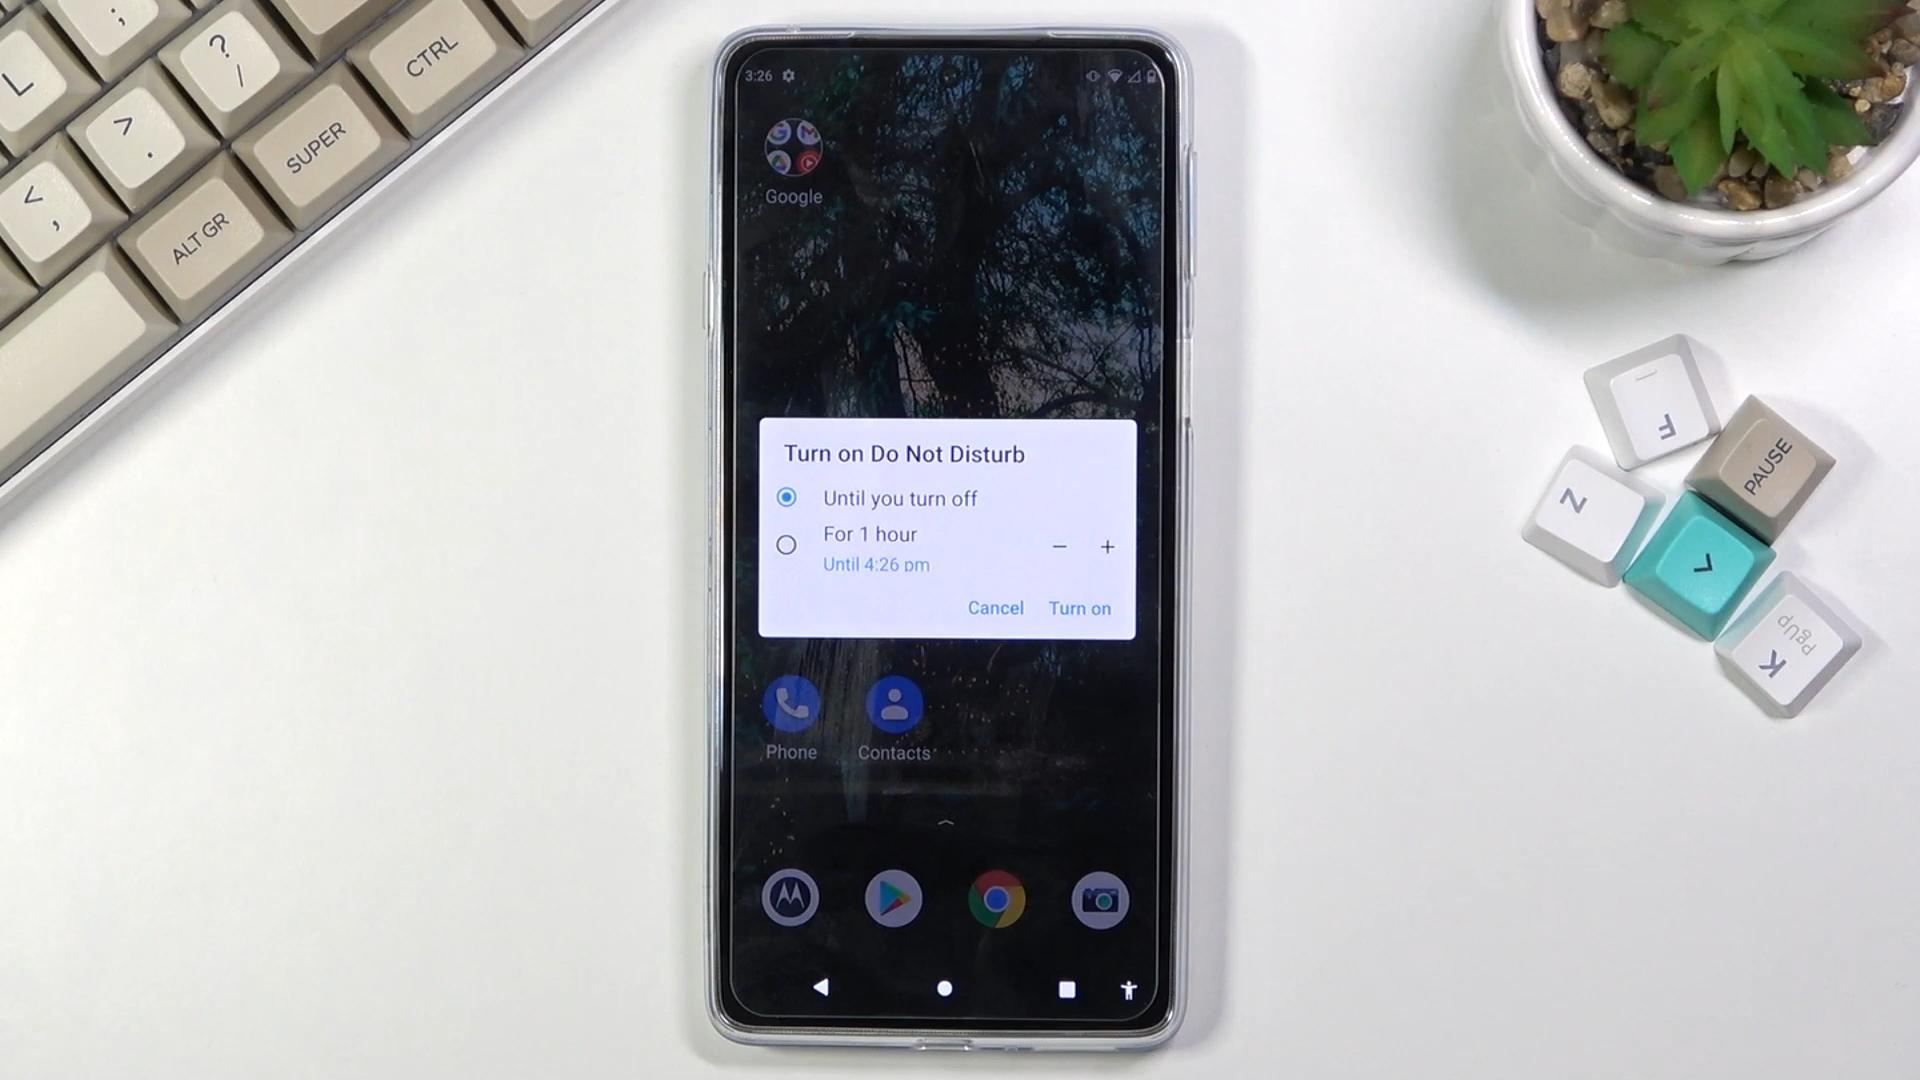 ;
L
?
/
CTRL
>
.
SUPER
<
,
ALT GR
3:26
Google
Turn on Do Not Disturb
Until you turn off
For 1 hour
Until 4:26 pm
Cancel
Turn on
Phone
Contacts
F
PAUSE
Z
K
PgUp